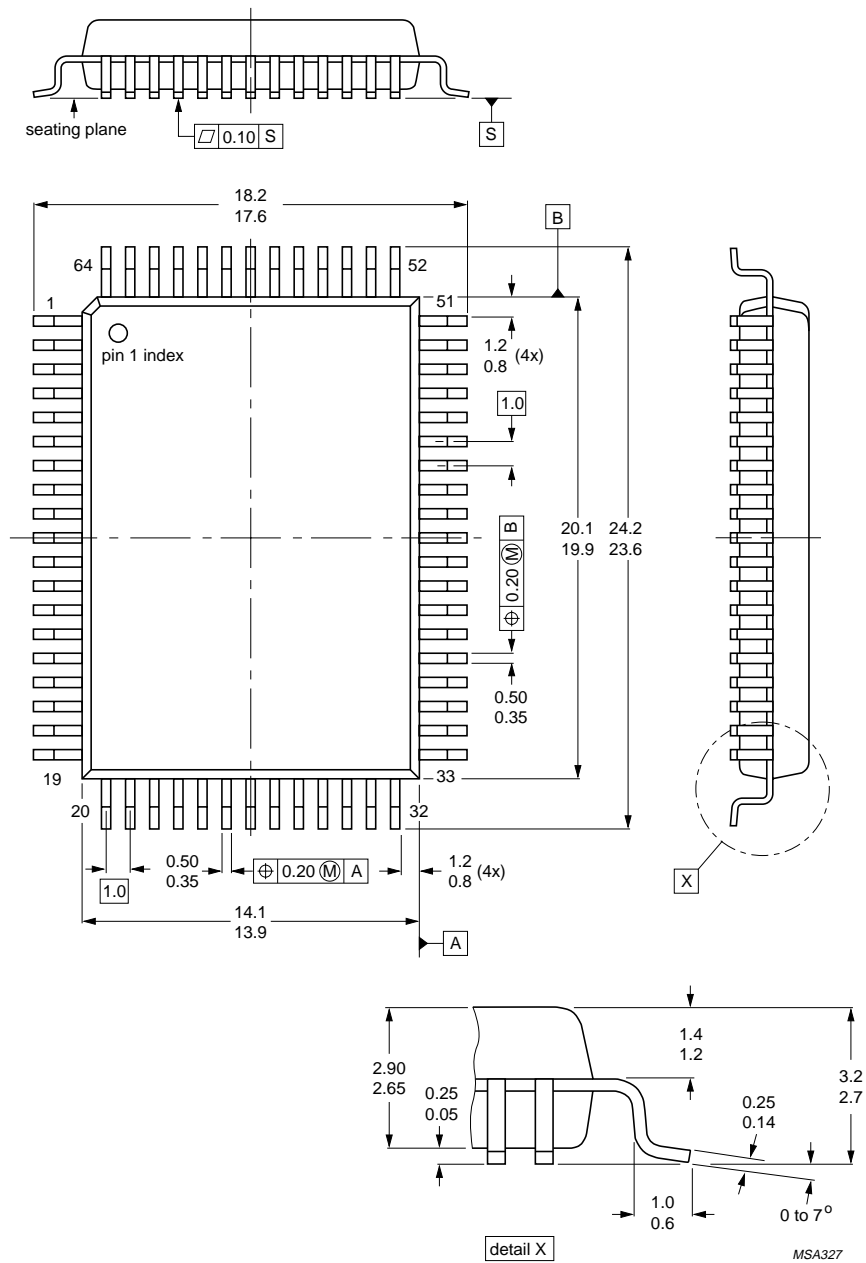 seating plane
0.10 S
S
18.2
17.6
B
64
52
1
51
pin 1 index
1.2
0.8 (4x)
1.0
20.1
19.9
24.2
23.6
0.20 M B
0.50
0.35
19
33
20
32
0.50
0.35
0.20 M A
1.2
0.8 (4x)
1.0
X
14.1
13.9
A
2.90
2.65
0.25
0.05
1.4
1.2
3.2
2.7
0.25
0.14
1.0
0.6
0 to 7°
detail X
MSA327